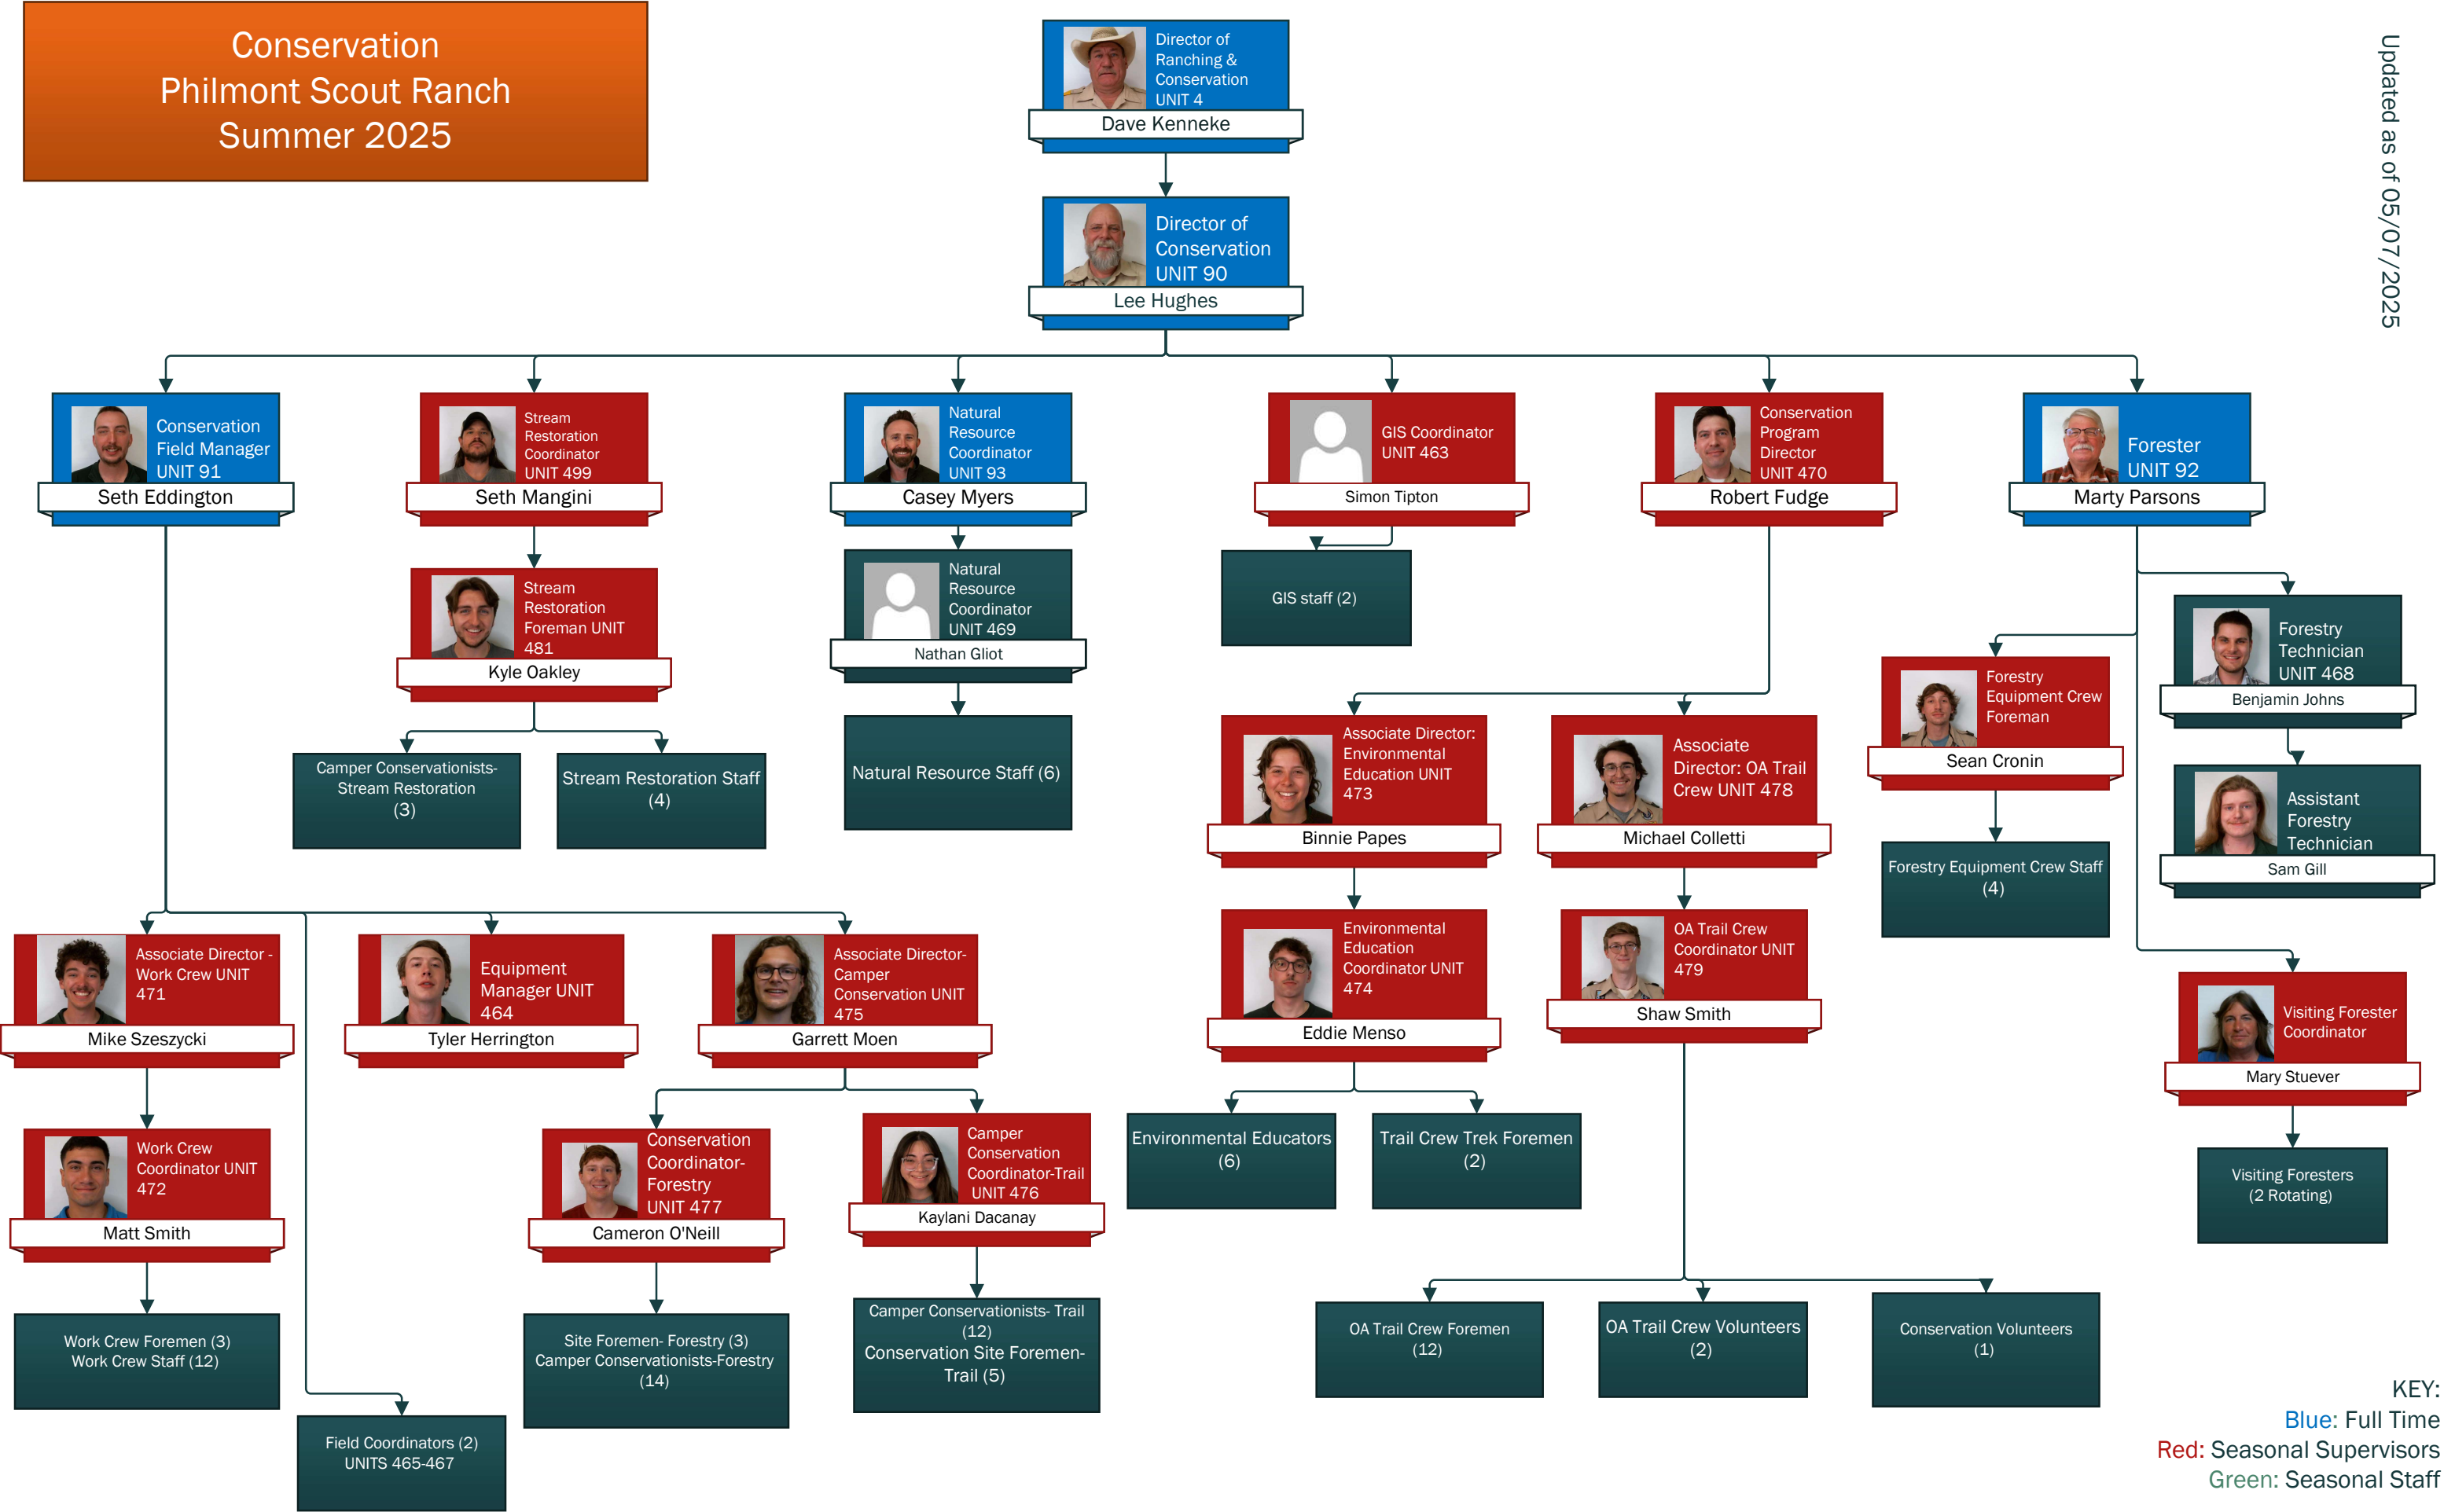 Conservation
Philmont Scout Ranch
Summer 2025
Updated as of 05/07/2025
Director of
Ranching &
Conservation
UNIT 4
Dave Kenneke
Director of
Conservation
UNIT 90
Lee Hughes
Conservation
Field Manager
UNIT 91
Seth Eddington
Stream
Restoration
Coordinator
UNIT 499
Seth Mangini
Natural
Resource
Coordinator
UNIT 93
Casey Myers
GIS Coordinator
UNIT 463
Simon Tipton
Conservation
Program
Director
UNIT 470
Robert Fudge
Forester
UNIT 92
Marty Parsons
Stream
Restoration
Foreman UNIT
481
Kyle Oakley
Natural
Resource
Coordinator
UNIT 469
Nathan Gliot
GIS staff (2)
Forestry
Technician
UNIT 468
Benjamin Johns
Forestry
Equipment Crew
Foreman
Sean Cronin
Camper Conservationists-
Stream Restoration
(3)
Stream Restoration Staff
(4)
Natural Resource Staff (6)
Associate Director:
Environmental
Education UNIT
473
Binnie Papes
Associate
Director: OA Trail
Crew UNIT 478
Michael Colletti
Assistant
Forestry
Technician
Sam Gill
Forestry Equipment Crew Staff
(4)
Associate Director -
Work Crew UNIT
471
Mike Szeszycki
Equipment
Manager UNIT
464
Tyler Herrington
Associate Director-
Camper
Conservation UNIT
475
Garrett Moen
Environmental
Education
Coordinator UNIT
474
Eddie Menso
OA Trail Crew
Coordinator UNIT
479
Shaw Smith
Visiting Forester
Coordinator
Mary Stuever
Work Crew
Coordinator UNIT
472
Matt Smith
Conservation
Coordinator-
Forestry
UNIT 477
Cameron O'Neill
Camper
Conservation
Coordinator-Trail
UNIT 476
Kaylani Dacanay
Environmental Educators
(6)
Trail Crew Trek Foremen
(2)
Visiting Foresters
(2 Rotating)
Work Crew Foremen (3)
Work Crew Staff (12)
Site Foremen- Forestry (3)
Camper Conservationists-Forestry
(14)
Camper Conservationists- Trail
(12)
Conservation Site Foremen-
Trail (5)
OA Trail Crew Foremen
(12)
OA Trail Crew Volunteers
(2)
Conservation Volunteers
(1)
Field Coordinators (2)
UNITS 465-467
KEY:
Blue: Full Time
Red: Seasonal Supervisors
Green: Seasonal Staff